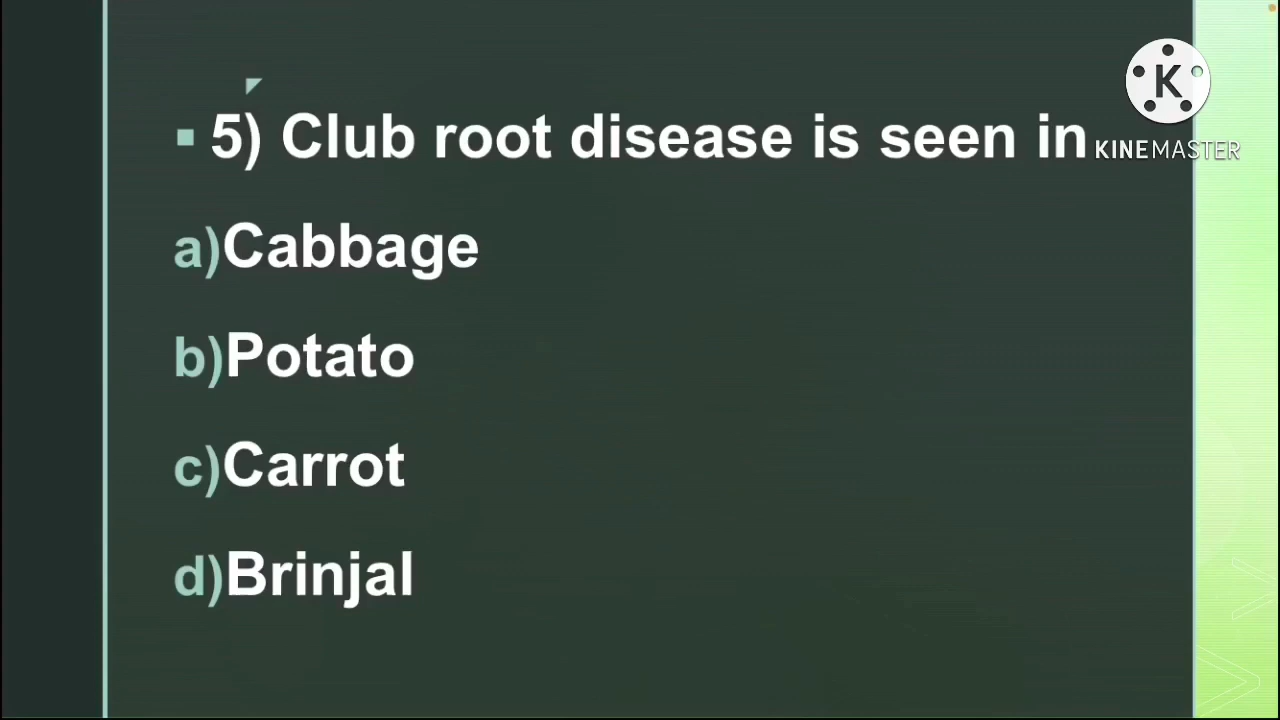 5) Club root disease is seen in
a)Cabbage
b)Potato
c)Carrot
d)Brinjal
K
KINEMASTER